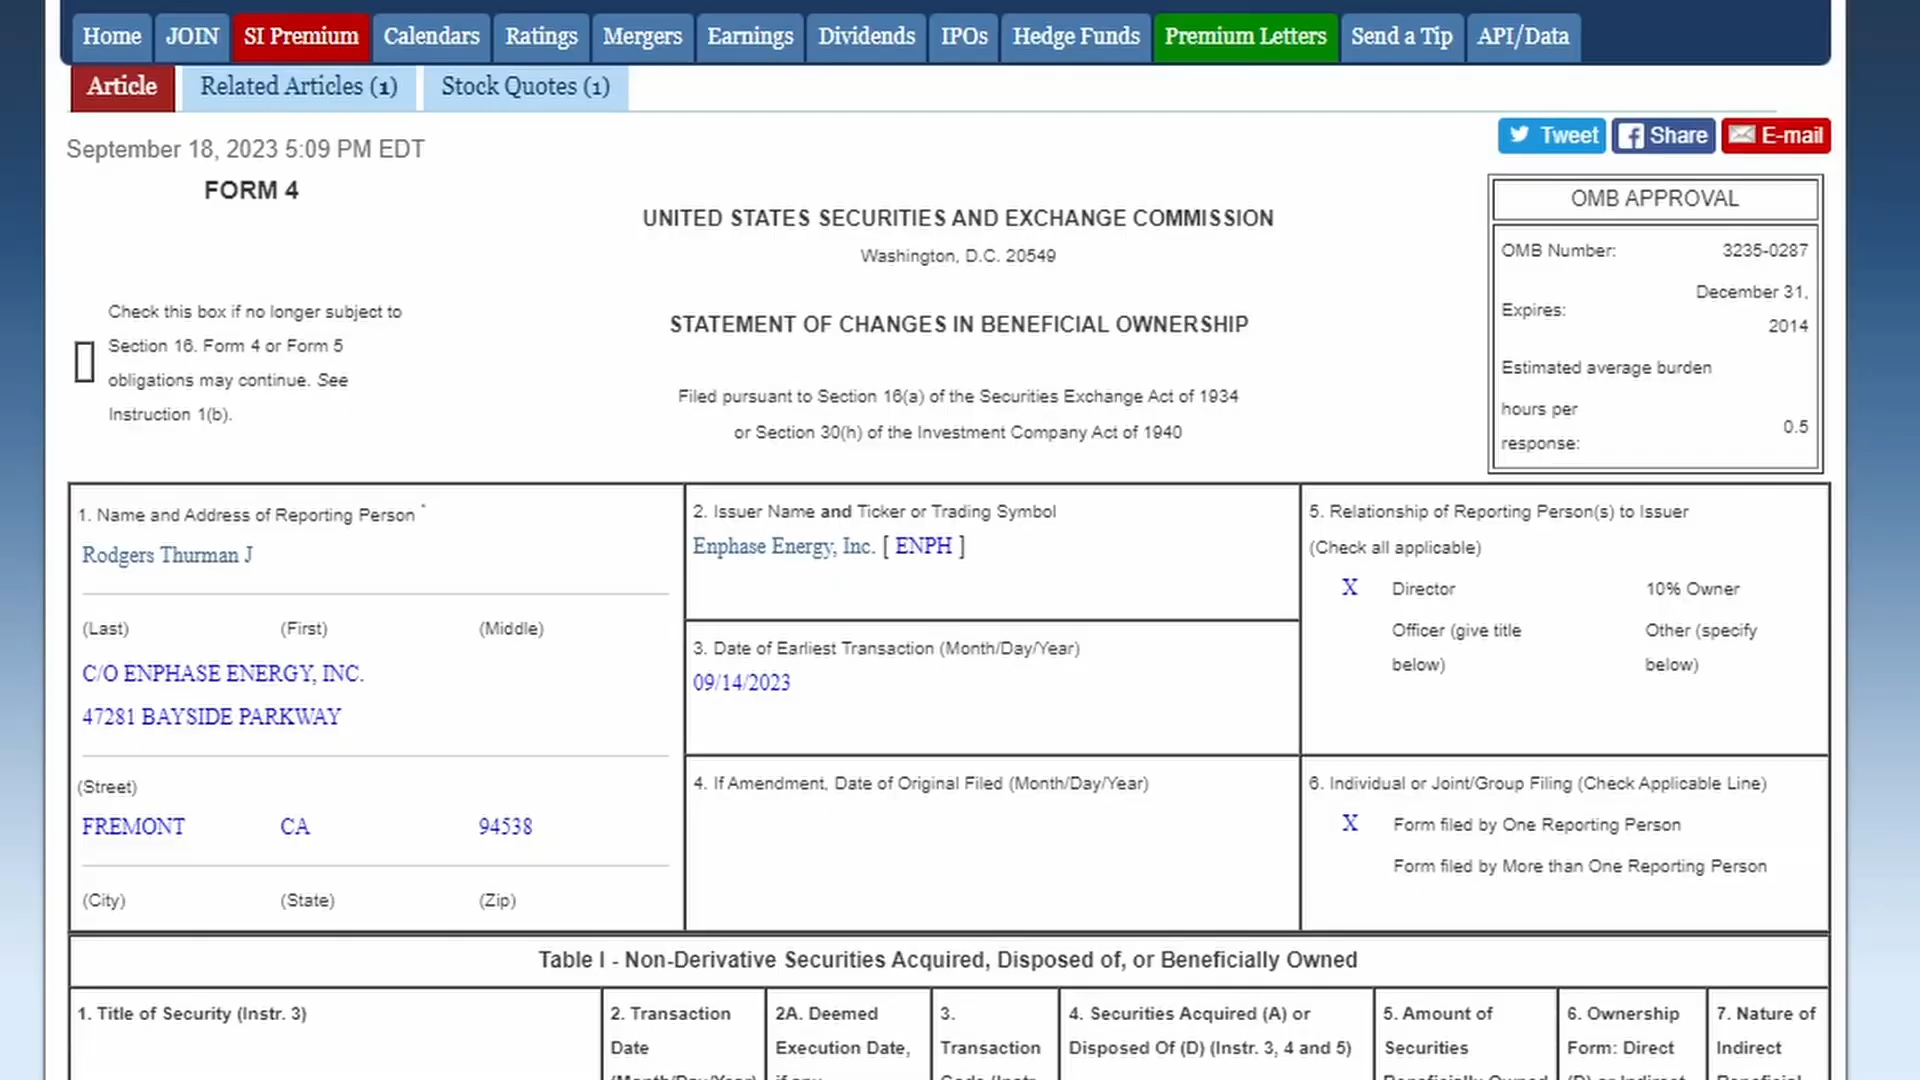 Home JOIN SI Premium Calendars Ratings Mergers Earnings Dividends IPOs Hedge Funds Premium Letters Send a Tip API/Data
Article Related Articles (1) Stock Quotes (1)
Tweet Share E-mail
September 18, 2023 5:09 PM EDT
FORM 4
UNITED STATES SECURITIES AND EXCHANGE COMMISSION
Washington, D.C. 20549
STATEMENT OF CHANGES IN BENEFICIAL OWNERSHIP
Filed pursuant to Section 16(a) of the Securities Exchange Act of 1934
or Section 30(h) of the Investment Company Act of 1940
Check this box if no longer subject to
Section 16. Form 4 or Form 5
obligations may continue. See
Instruction 1(b).
OMB APPROVAL
OMB Number: 3235-0287
Expires: December 31,
2014
Estimated average burden
hours per
response: 0.5
1. Name and Address of Reporting Person *
Rodgers Thurman J
(Last) (First) (Middle)
C/O ENPHASE ENERGY, INC.
47281 BAYSIDE PARKWAY
(Street)
FREMONT CA 94538
(City) (State) (Zip)
2. Issuer Name and Ticker or Trading Symbol
Enphase Energy, Inc. [ ENPH ]
3. Date of Earliest Transaction (Month/Day/Year)
09/14/2023
4. If Amendment, Date of Original Filed (Month/Day/Year)
5. Relationship of Reporting Person(s) to Issuer
(Check all applicable)
X Director 10% Owner
Officer (give title Other (specify
below) below)
6. Individual or Joint/Group Filing (Check Applicable Line)
X Form filed by One Reporting Person
Form filed by More than One Reporting Person
Table I - Non-Derivative Securities Acquired, Disposed of, or Beneficially Owned
1. Title of Security (Instr. 3)
2. Transaction
Date
(Month/Day/Year)
2A. Deemed
Execution Date,
if any
3.
Transaction
Code (Instr.
4. Securities Acquired (A) or
Disposed Of (D) (Instr. 3, 4 and 5)
5. Amount of
Securities
Beneficially Owned
6. Ownership
Form: Direct
(D) or Indirect
7. Nature of
Indirect
Beneficial